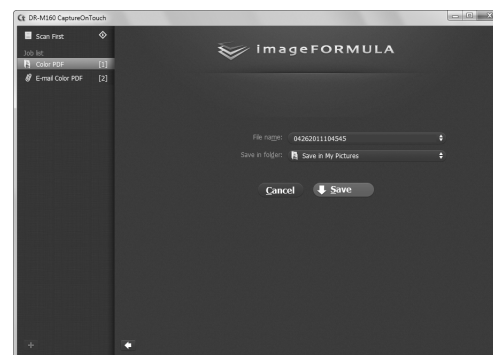 DR-M160 CaptureOnTouch
Scan First
imageFORMULA
Job list
Color PDF [1]
E-mail Color PDF [2]
File name: 04262011104545
Save in folder: Save in My Pictures
Cancel Save